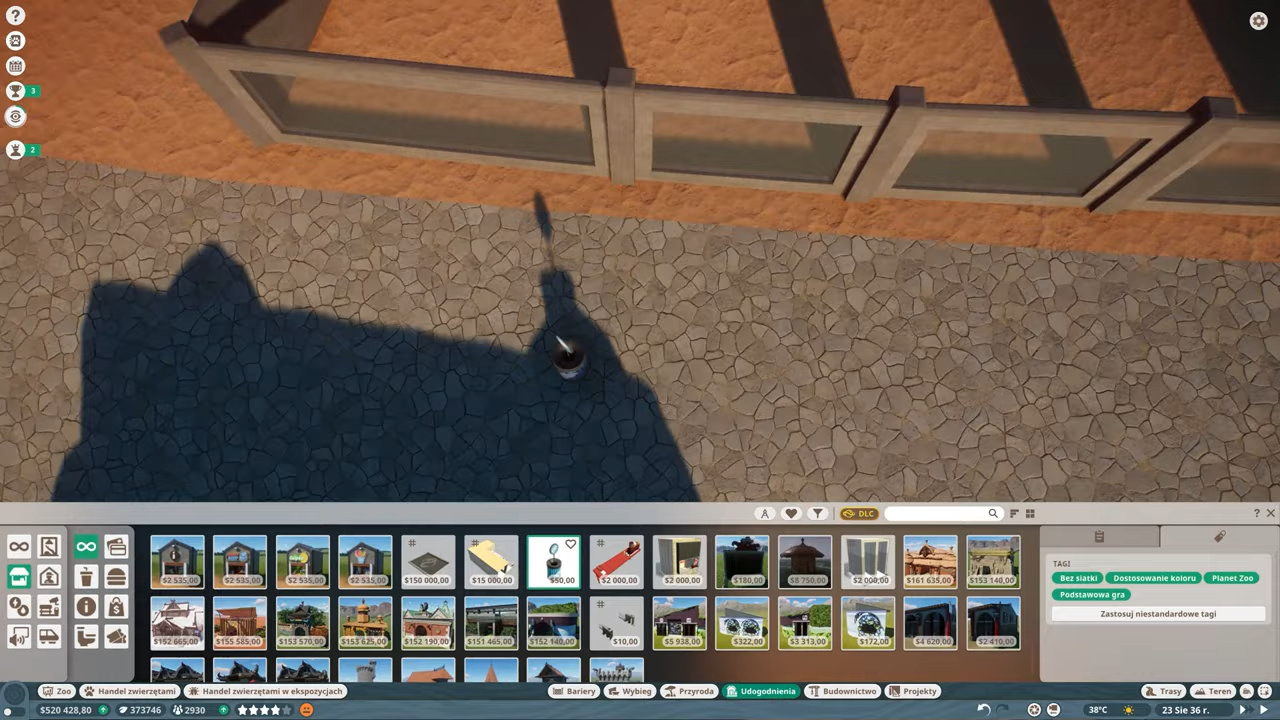 ?
3
2
DLC
? ×
$2 535,00 $2 535,00 $2 535,00 $2 535,00 $150 000,00 $15 000,00 $50,00 $2 000,00 $2 000,00 $180,00 $8 750,00 $2 000,00 $161 635,00 $153 140,00
TAGI
Bez siatki Dostosowanie koloru Planet Zoo
Podstawowa gra
Zastosuj niestandardowe tagi
$152 665,00 $155 585,00 $153 570,00 $153 625,00 $152 190,00 $151 465,00 $152 140,00 $10,00 $5 938,00 $322,00 $3 313,00 $172,00 $4 620,00 $2 410,00
Zoo Handel zwierzętami Handel zwierzętami w ekspozycjach Bariery Wybieg Przyroda Udogodnienia Budownictwo Projekty Trasy Teren
$520 428,80 373746 2930 38°C 23 Sie 36 r.